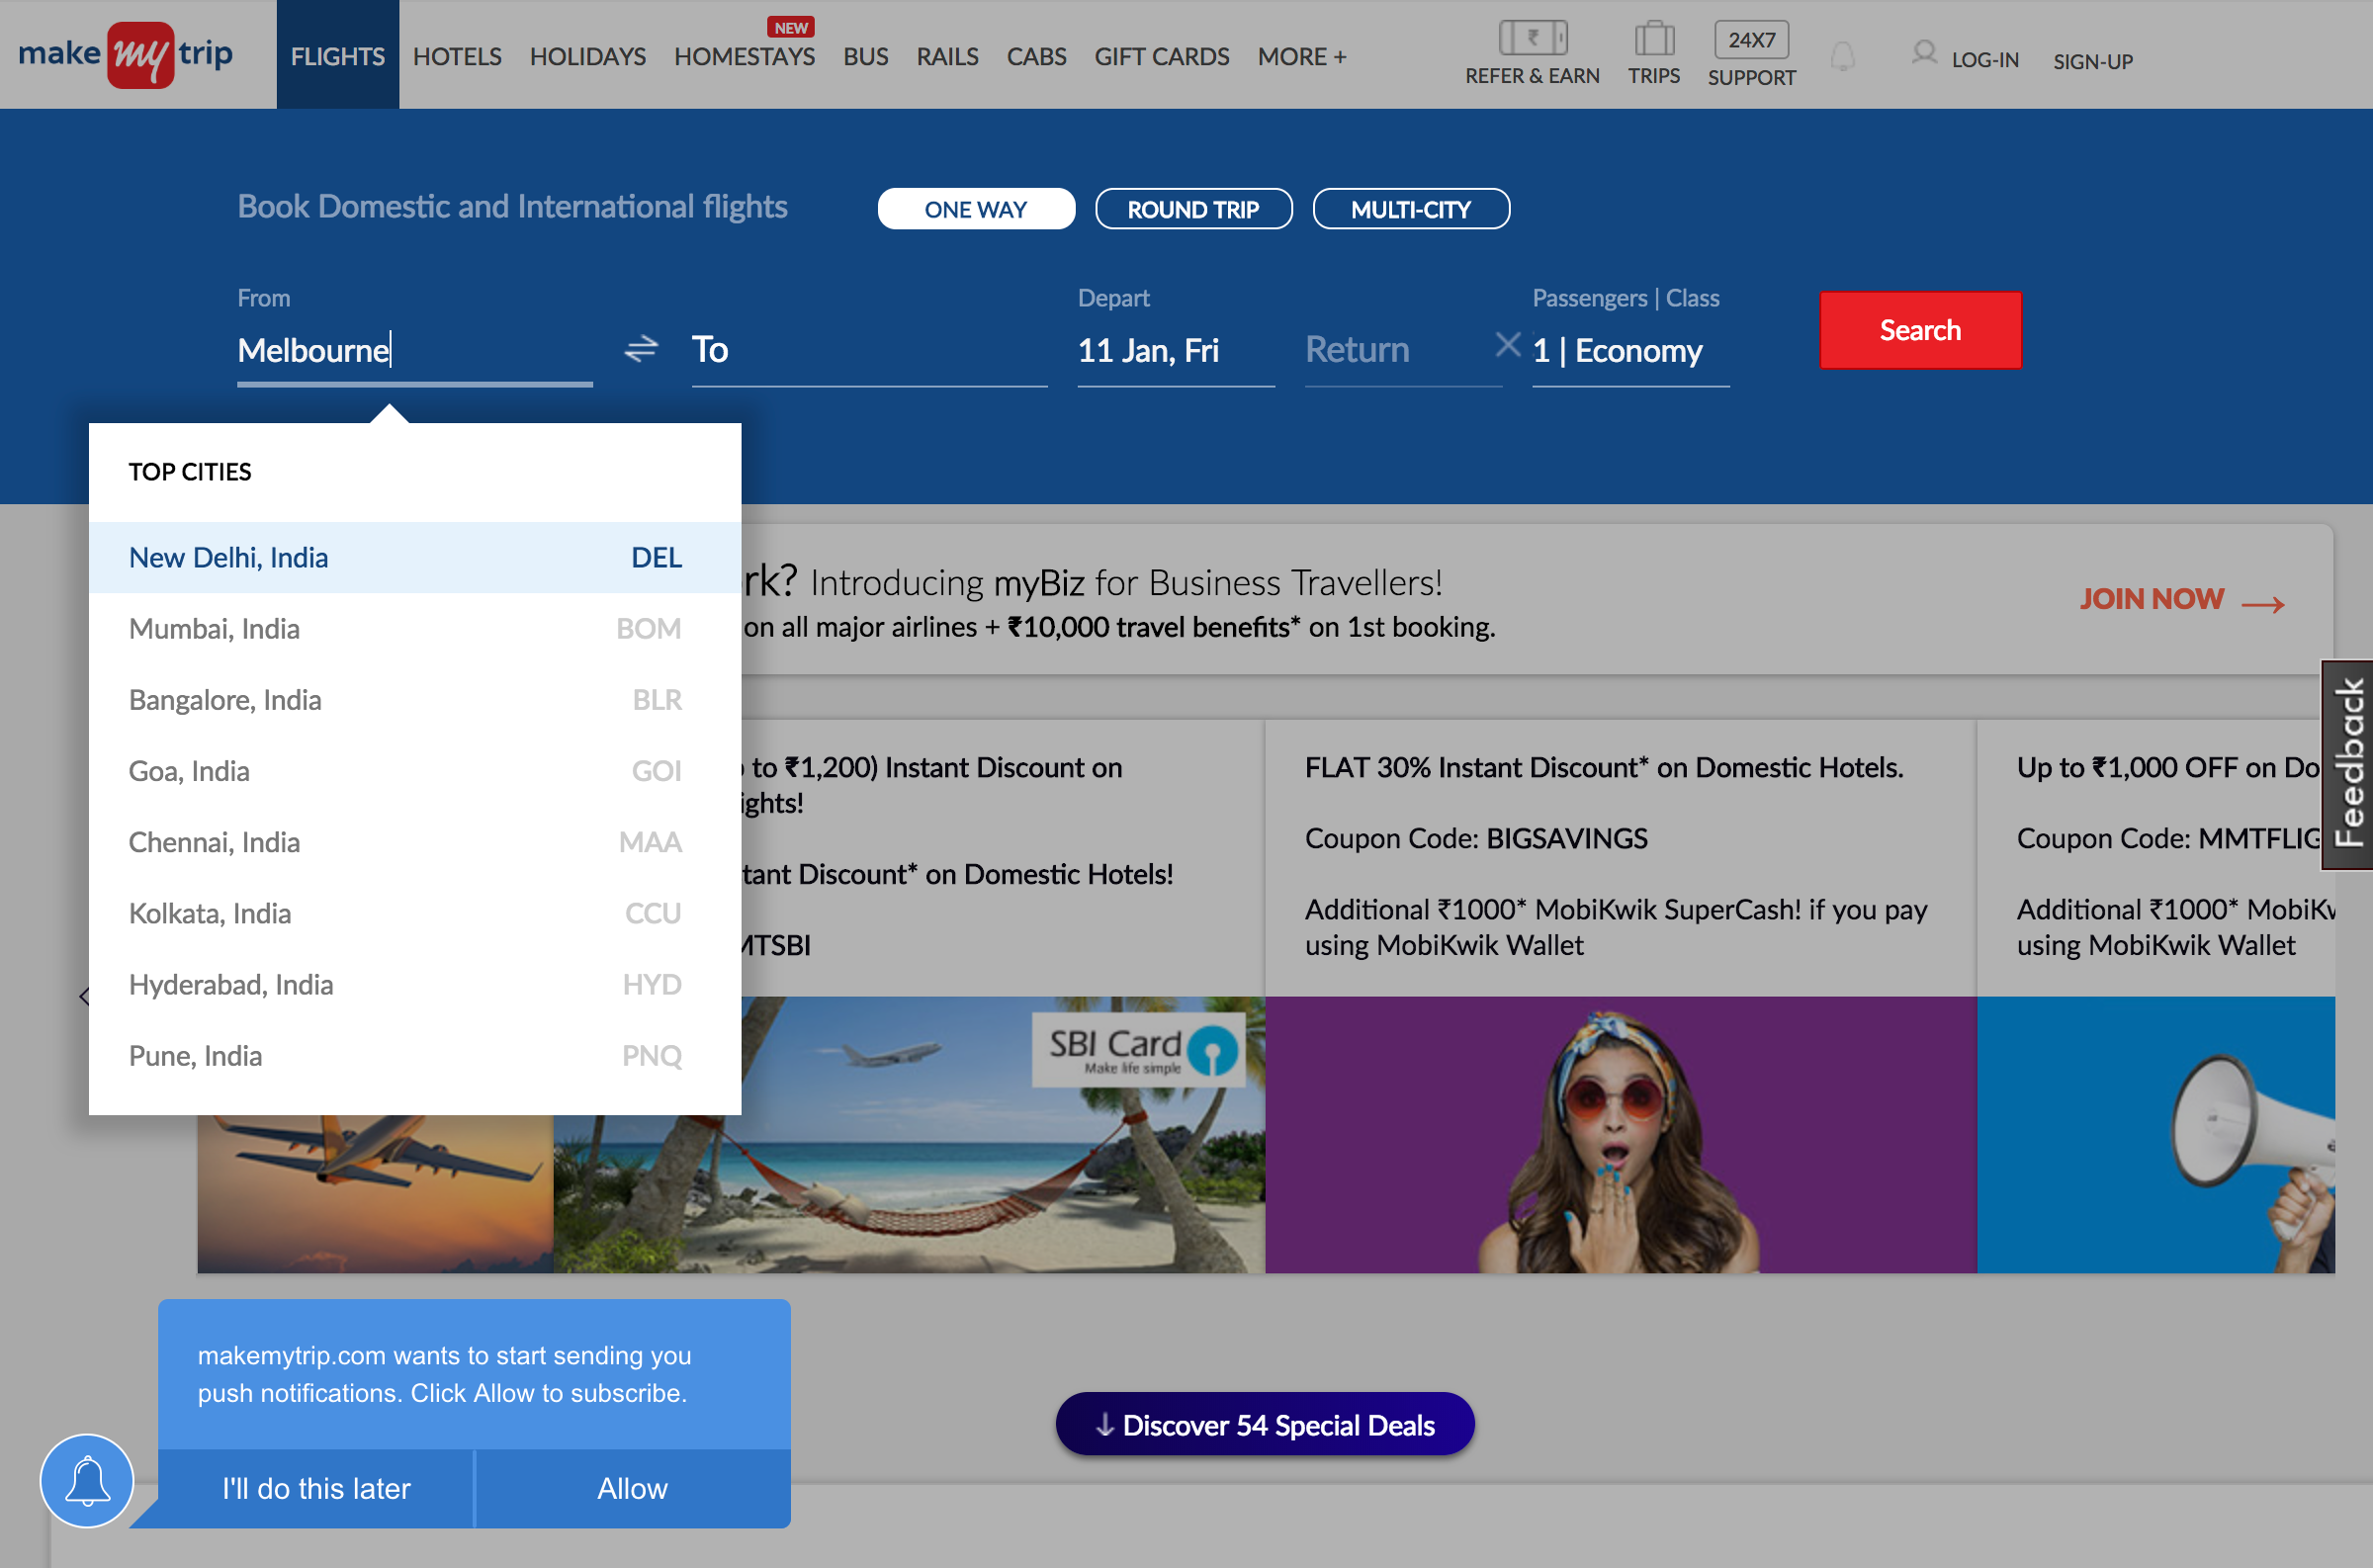 make my trip
FLIGHTS
HOTELS
HOLIDAYS
NEW
HOMESTAYS
BUS
RAILS
CABS
GIFT CARDS
MORE +
₹
REFER & EARN
TRIPS
24X7
SUPPORT
LOG-IN
SIGN-UP
Book Domestic and International flights
ONE WAY
ROUND TRIP
MULTI-CITY
From
Melbourne
To
Depart
11 Jan, Fri
Return
Passengers | Class
1 | Economy
Search
TOP CITIES
New Delhi, India DEL
Mumbai, India BOM
Bangalore, India BLR
Goa, India GOI
Chennai, India MAA
Kolkata, India CCU
Hyderabad, India HYD
Pune, India PNQ
rk? Introducing myBiz for Business Travellers!
on all major airlines + ₹10,000 travel benefits* on 1st booking.
JOIN NOW
to ₹1,200) Instant Discount on
ights!
tant Discount* on Domestic Hotels!
MTSBI
SBI Card
Make life simple
FLAT 30% Instant Discount* on Domestic Hotels.
Coupon Code: BIGSAVINGS
Additional ₹1000* MobiKwik SuperCash! if you pay
using MobiKwik Wallet
Up to ₹1,000 OFF on Do
Coupon Code: MMTFLIG
Additional ₹1000* MobiKw
using MobiKwik Wallet
Feedback
makemytrip.com wants to start sending you
push notifications. Click Allow to subscribe.
I'll do this later
Allow
Discover 54 Special Deals